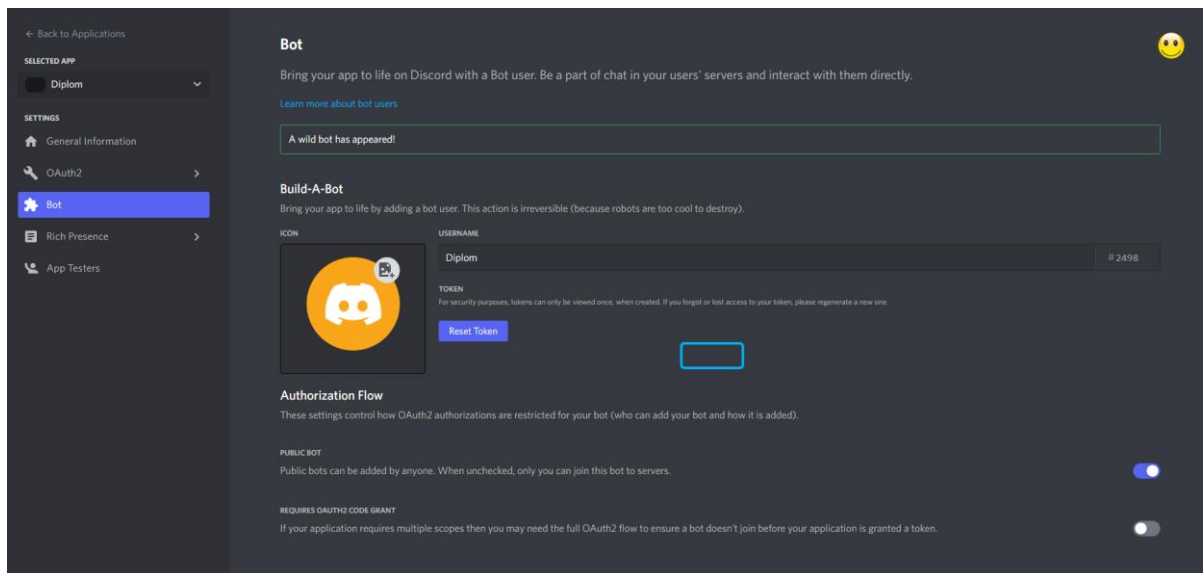 ← Back to Applications
SELECTED APP
Diplom
SETTINGS
General Information
OAuth2
Bot
Rich Presence
App Testers
Bot
Bring your app to life on Discord with a Bot user. Be a part of chat in your users' servers and interact with them directly.
Learn more about bot users
A wild bot has appeared!
Build-A-Bot
Bring your app to life by adding a bot user. This action is irreversible (because robots are too cool to destroy).
ICON
USERNAME
Diplom #2498
TOKEN
For security purposes, tokens can only be viewed once, when created. If you forgot or lost access to your token, please regenerate a new one.
Reset Token
Authorization Flow
These settings control how OAuth2 authorizations are restricted for your bot (who can add your bot and how it is added).
PUBLIC BOT
Public bots can be added by anyone. When unchecked, only you can join this bot to servers.
REQUIRES OAUTH2 CODE GRANT
If your application requires multiple scopes then you may need the full OAuth2 flow to ensure a bot doesn't join before your application is granted a token.